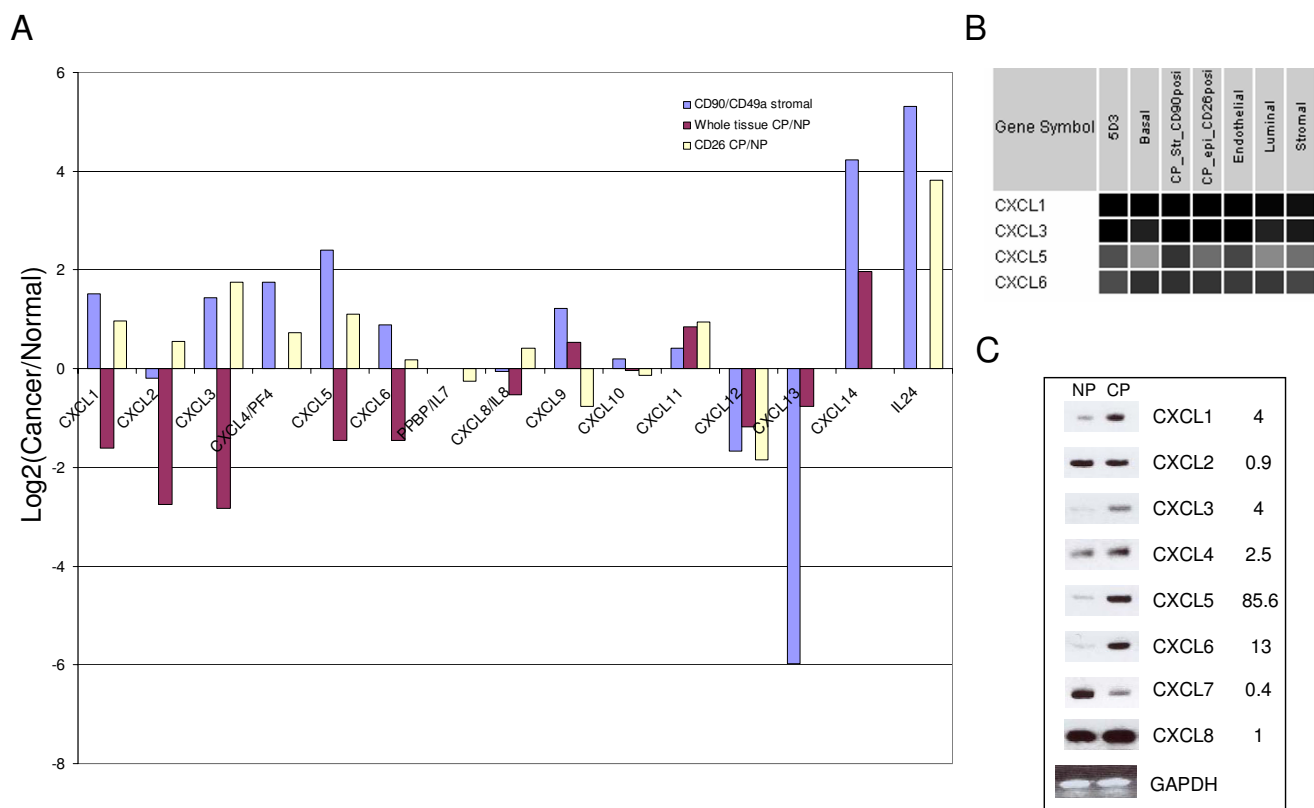 A
Log2(Cancer/Normal)
6
4
2
0
-2
-4
-6
-8
CD90/CD49a stromal
Whole tissue CP/NP
CD26 CP/NP
CXCL1
CXCL2
CXCL3
CXCL4/PF4
CXCL5
CXCL6
PPBP/IL7
CXCL8/IL8
CXCL9
CXCL10
CXCL11
CXCL12
CXCL13
CXCL14
IL24
B
Gene Symbol
5D3
Basal
CP_Str_CD90posi
CP_epi_CD26posi
Endothelial
Luminal
Stromal
CXCL1
CXCL3
CXCL5
CXCL6
C
NP CP
CXCL1 4
CXCL2 0.9
CXCL3 4
CXCL4 2.5
CXCL5 85.6
CXCL6 13
CXCL7 0.4
CXCL8 1
GAPDH